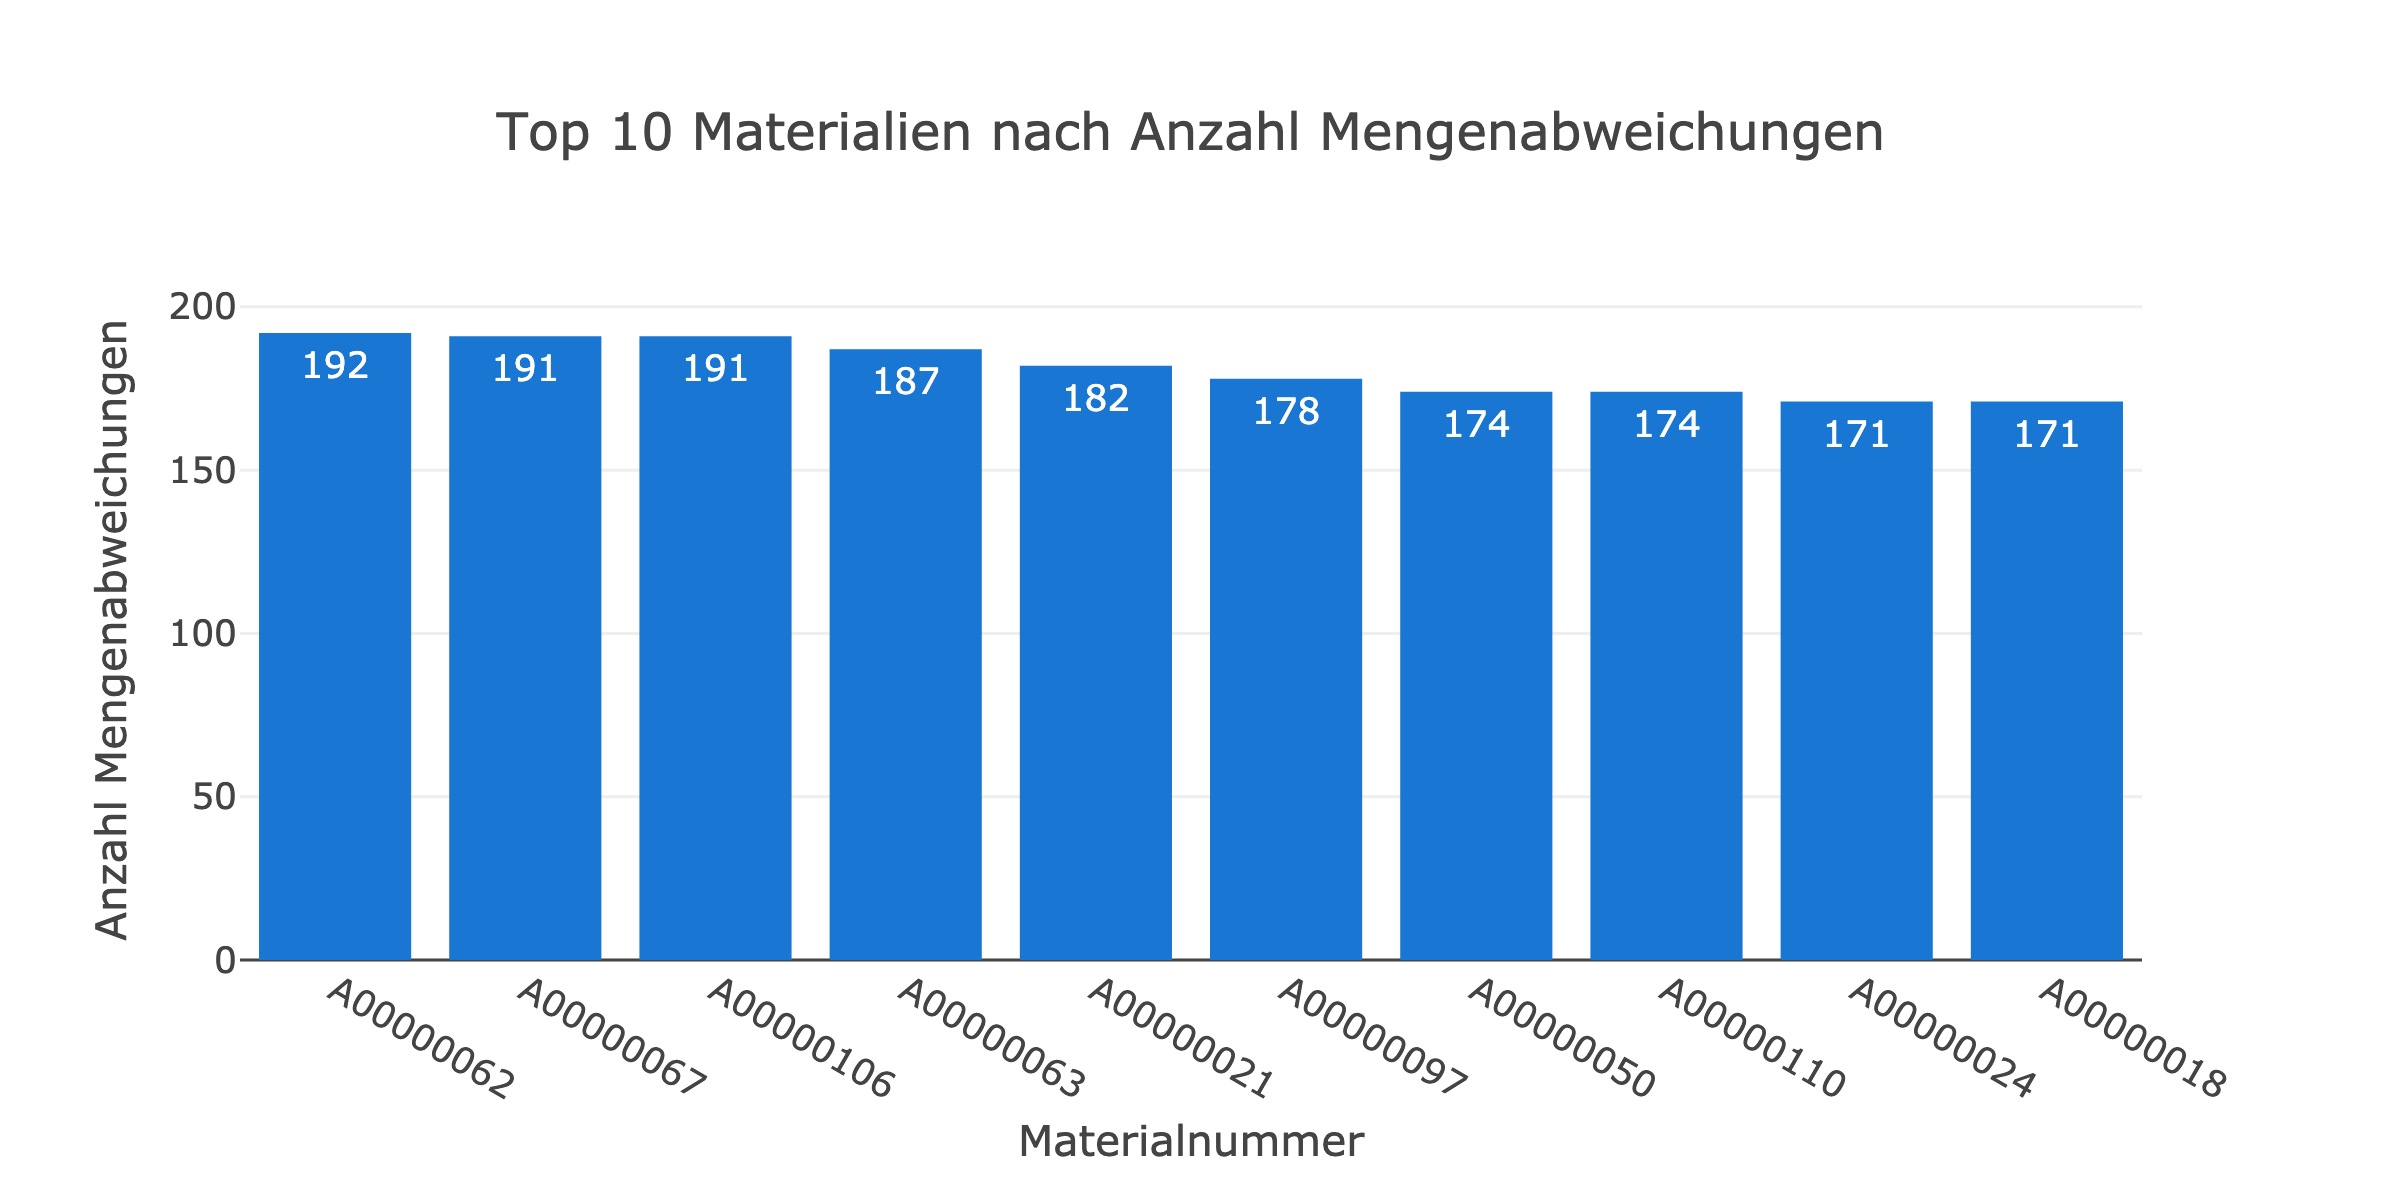 Top 10 Materialien nach Anzahl Mengenabweichungen
Anzahl Mengenabweichungen
200
150
100
50
0
192
191
191
187
182
178
174
174
171
171
A00000062
A00000067
A00000106
A00000063
A00000021
A00000097
A00000050
A00000110
A00000024
A00000018
Materialnummer